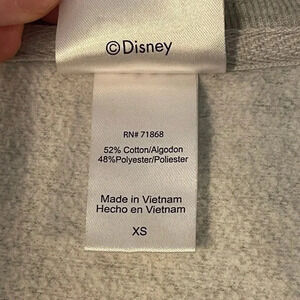 ©Disney
RN# 71868
52% Cotton/Algodon
48%Polyester/Poliester
Made in Vietnam
Hecho en Vietnam
XS